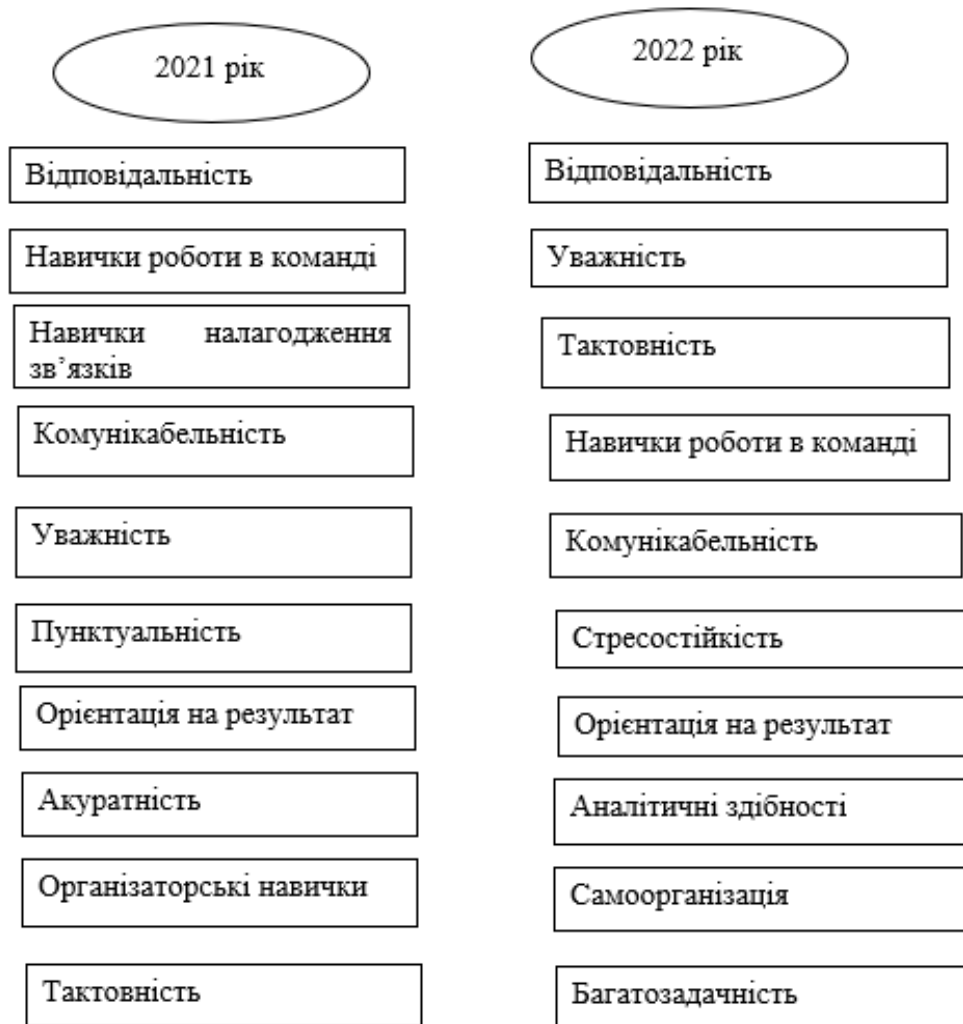 2021 рік
Відповідальність
Навички роботи в команді
Навички налагодження
зв’язків
Комунікабельність
Уважність
Пунктуальність
Орієнтація на результат
Акуратність
Організаторські навички
Тактовність
2022 рік
Відповідальність
Уважність
Тактовність
Навички роботи в команді
Комунікабельність
Стресостійкість
Орієнтація на результат
Аналітичні здібності
Самоорганізація
Багатозадачність